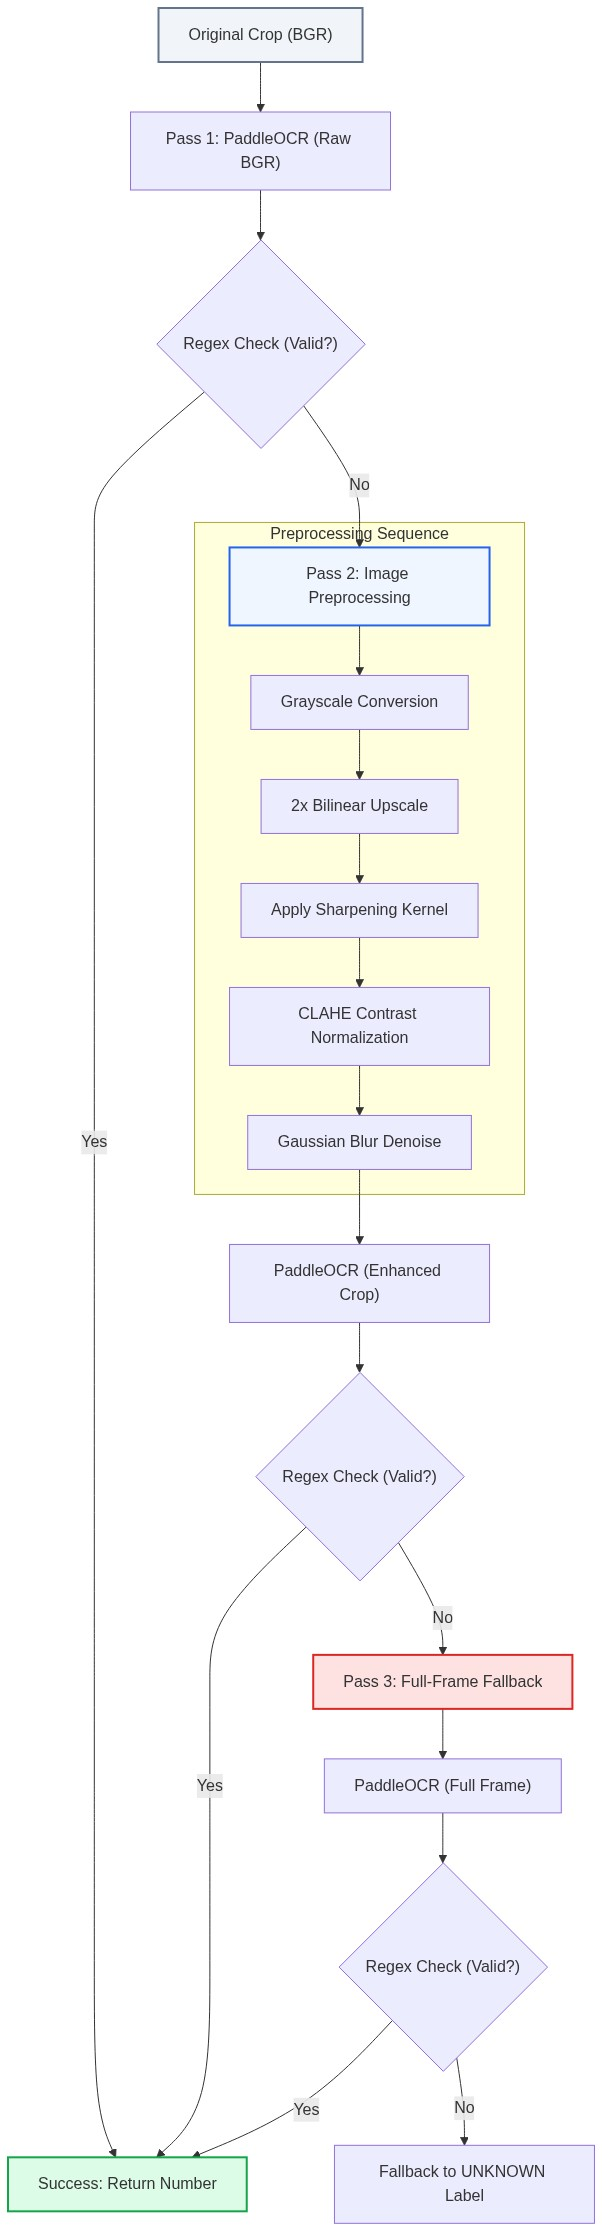 Original Crop (BGR)
Pass 1: PaddleOCR (Raw
BGR)
Regex Check (Valid?)
No
Preprocessing Sequence
Pass 2: Image
Preprocessing
Grayscale Conversion
2x Bilinear Upscale
Apply Sharpening Kernel
CLAHE Contrast
Normalization
Yes
Gaussian Blur Denoise
PaddleOCR (Enhanced
Crop)
Regex Check (Valid?)
No
Pass 3: Full-Frame Fallback
Yes
PaddleOCR (Full Frame)
Regex Check (Valid?)
Yes
No
Success: Return Number
Fallback to UNKNOWN
Label